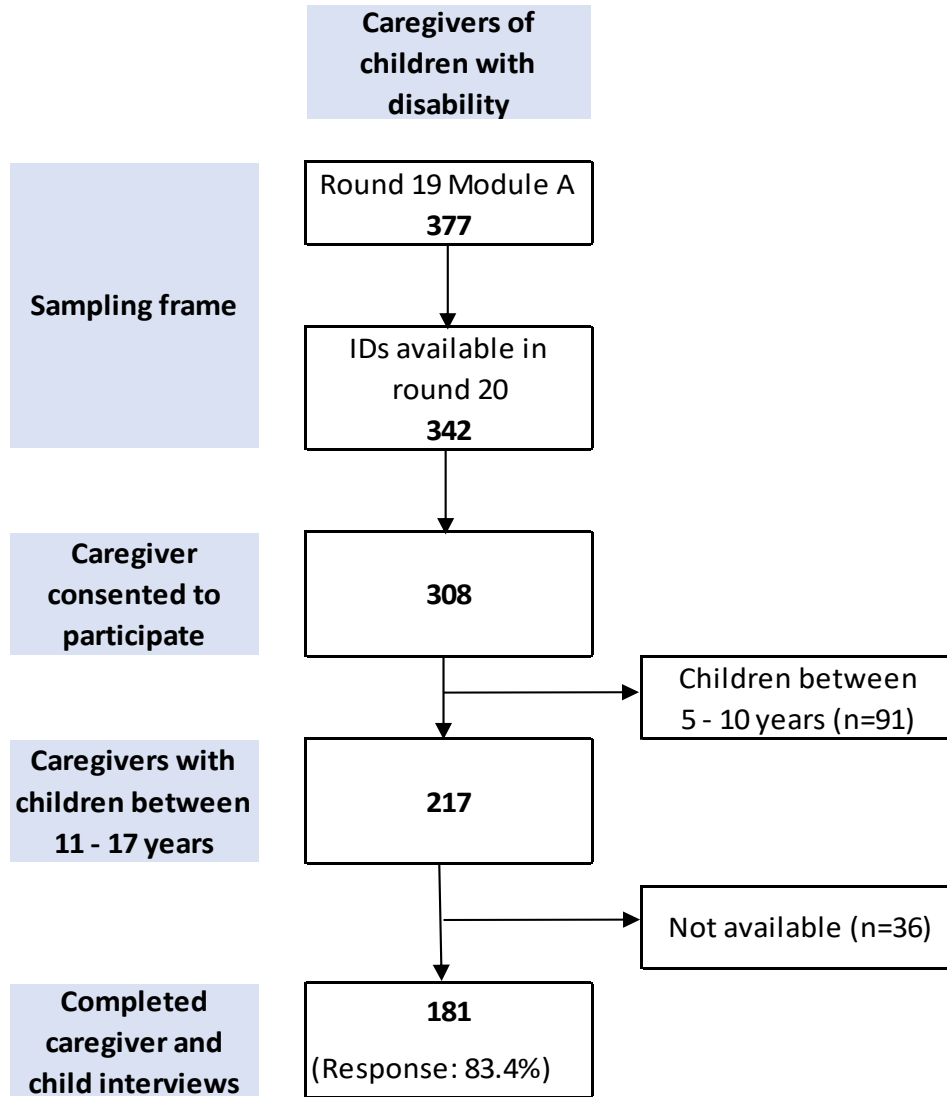 Caregivers of
children with
disability
Sampling frame
Round 19 Module A
377
IDs available in
round 20
342
Caregiver
consented to
participate
308
Children between
5 - 10 years (n=91)
Caregivers with
children between
11 - 17 years
217
Not available (n=36)
Completed
caregiver and
child interviews
181
(Response: 83.4%)